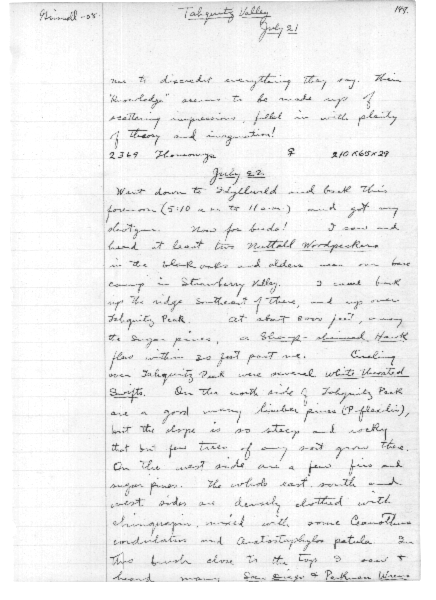 Grinnell -08. Tahquitz Valley 148.
July 21
me to discredit everything they say. Their
"knowledge" seems to be made up of
scattering impressions, filled in with plenty
of theory and imagination!
2369 Thomomys ♀ 210x65x29
July 22.
Went down to Idyllwild and back this
forenoon (5:10 a.m. to 11 a.m.) and got my
shotgun. Now for birds! I saw and
heard at least two Nuttall Woodpeckers
in the black oaks and alders near our base
camp in Strawberry Valley. I came back
up the ridge southeast of there, and up over
Tahquitz Peak. At about 8000 feet, among
the sugar pines, a Sharp-shinned Hawk
flew within 20 feet past me. Circling
over Tahquitz Peak were several White throated
Swifts. On the north side of Tahquitz Peak
are a good many limber pines (P. flexilis),
but the slope is so steep and rocky
that but few trees of any sort grow there.
On the west side are a few firs and
sugar pines. The whole east, south and
west sides are densely clothed with
chinquapin, mixed with some Ceanothus
cordulatus and Arctostaphylos patula. In
this brush close to the top I saw &
heard many San Diego & Parkman Wrens